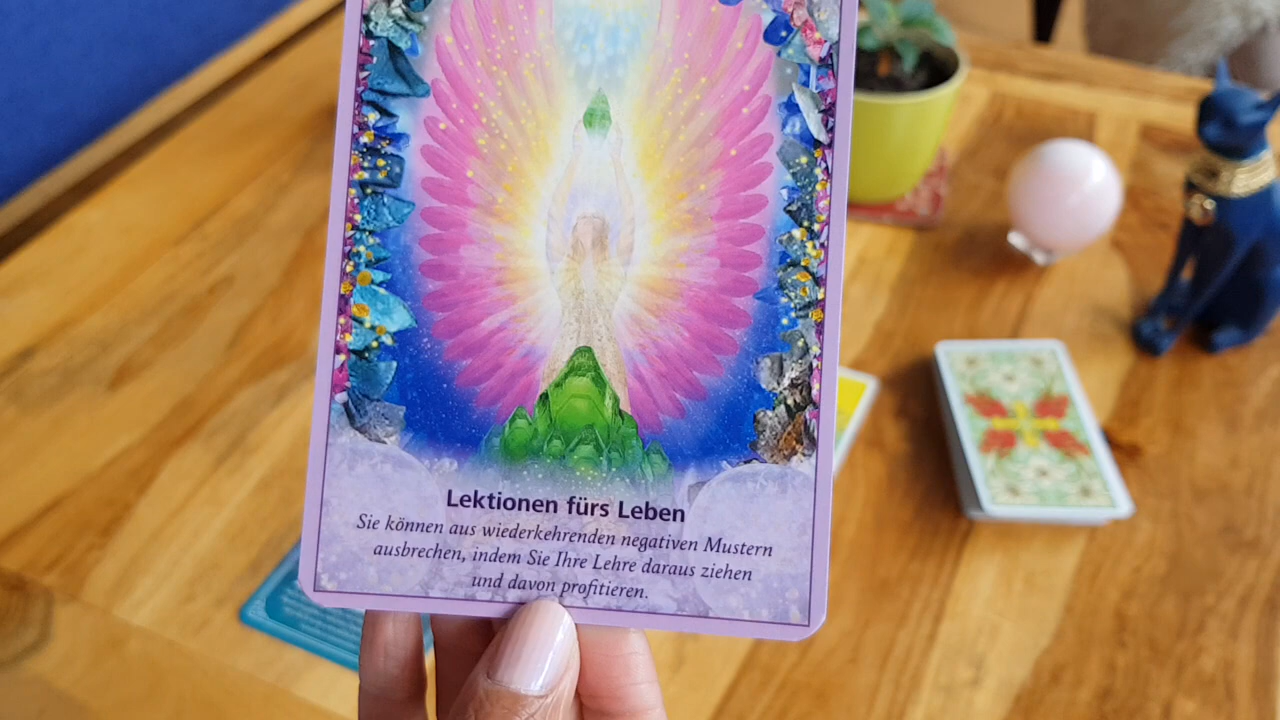 Lektionen fürs Leben
Sie können aus wiederkehrenden negativen Mustern
ausbrechen, indem Sie Ihre Lehre daraus ziehen
und davon profitieren.